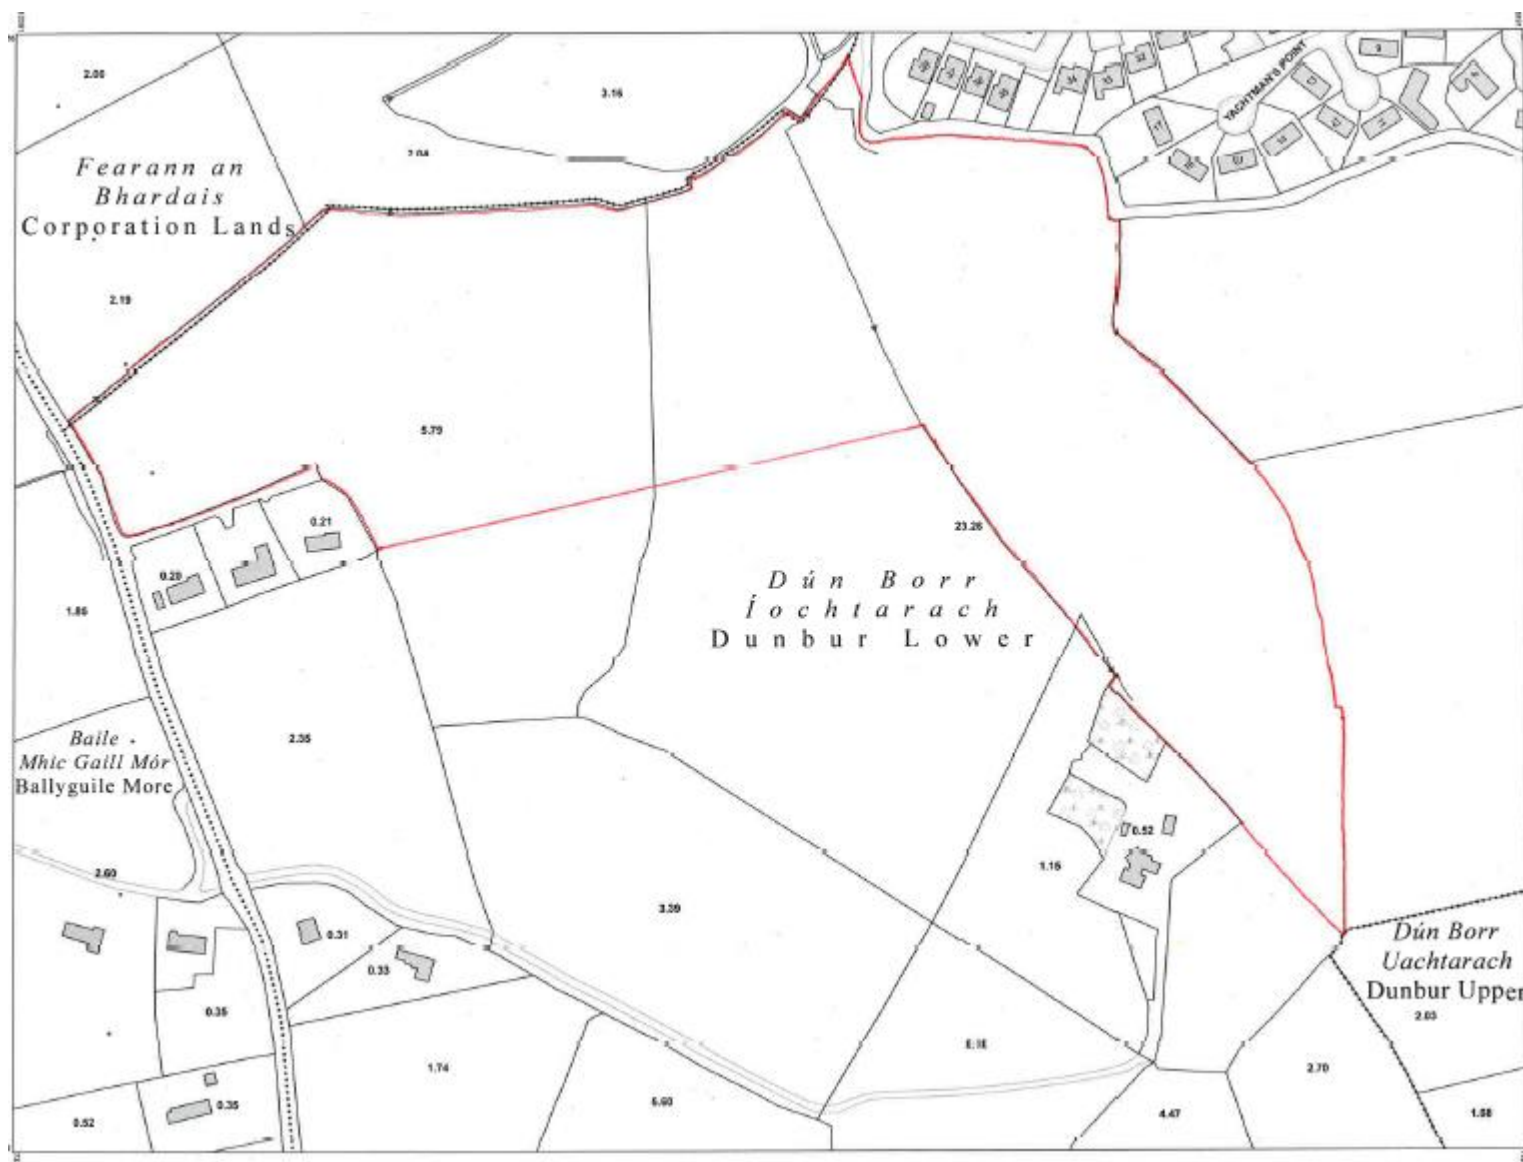 2.06
3.16
YACHTMAN'S POINT
Fearann an
Bhardais
Corporation Lands
2.19
5.79
0.21
23.26
0.20
1.86
Dún Borr
Íochtarach
Dunbur Lower
2.35
Baile
Mhic Gaill Mór
Ballyguile More
0.52
1.15
2.60
3.39
0.31
0.33
Dún Borr
Uachtarach
Dunbur Upper
2.03
0.35
1.74
2.70
5.60
0.35
4.47
0.52